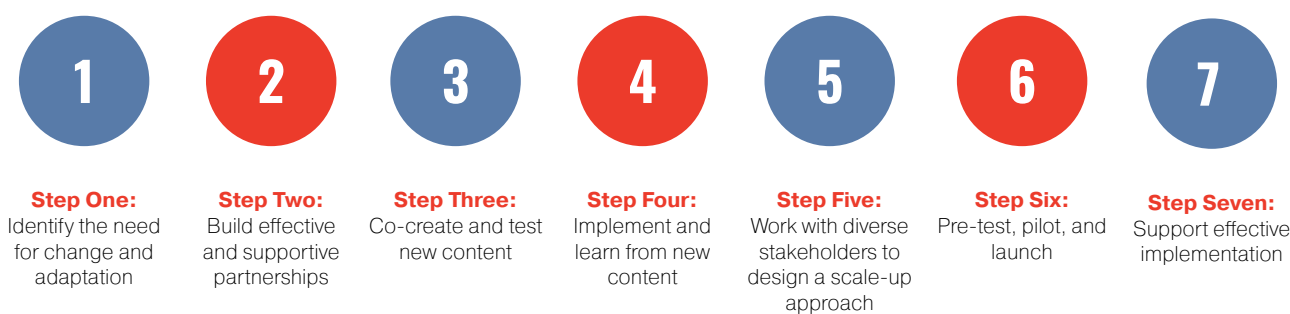 1
2
3
4
5
6
7
Step One:
Identify the need
for change and
adaptation
Step Two:
Build effective
and supportive
partnerships
Step Three:
Co-create and test
new content
Step Four:
Implement and
learn from new
content
Step Five:
Work with diverse
stakeholders to
design a scale-up
approach
Step Six:
Pre-test, pilot, and
launch
Step Seven:
Support effective
implementation